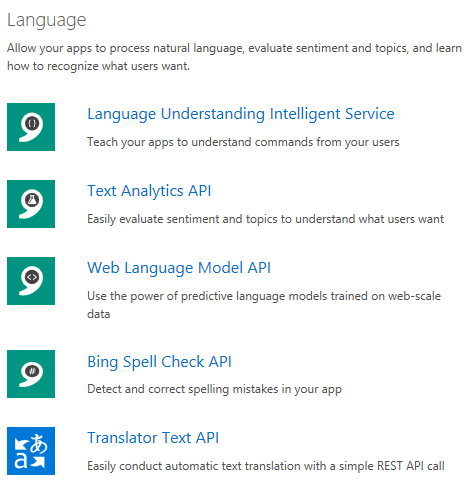 Language
Allow your apps to process natural language, evaluate sentiment and topics, and learn
how to recognize what users want.
{}
Language Understanding Intelligent Service
Teach your apps to understand commands from your users
Text Analytics API
Easily evaluate sentiment and topics to understand what users want
<>
Web Language Model API
Use the power of predictive language models trained on web-scale
data
#
Bing Spell Check API
Detect and correct spelling mistakes in your app
あ
a
Translator Text API
Easily conduct automatic text translation with a simple REST API call